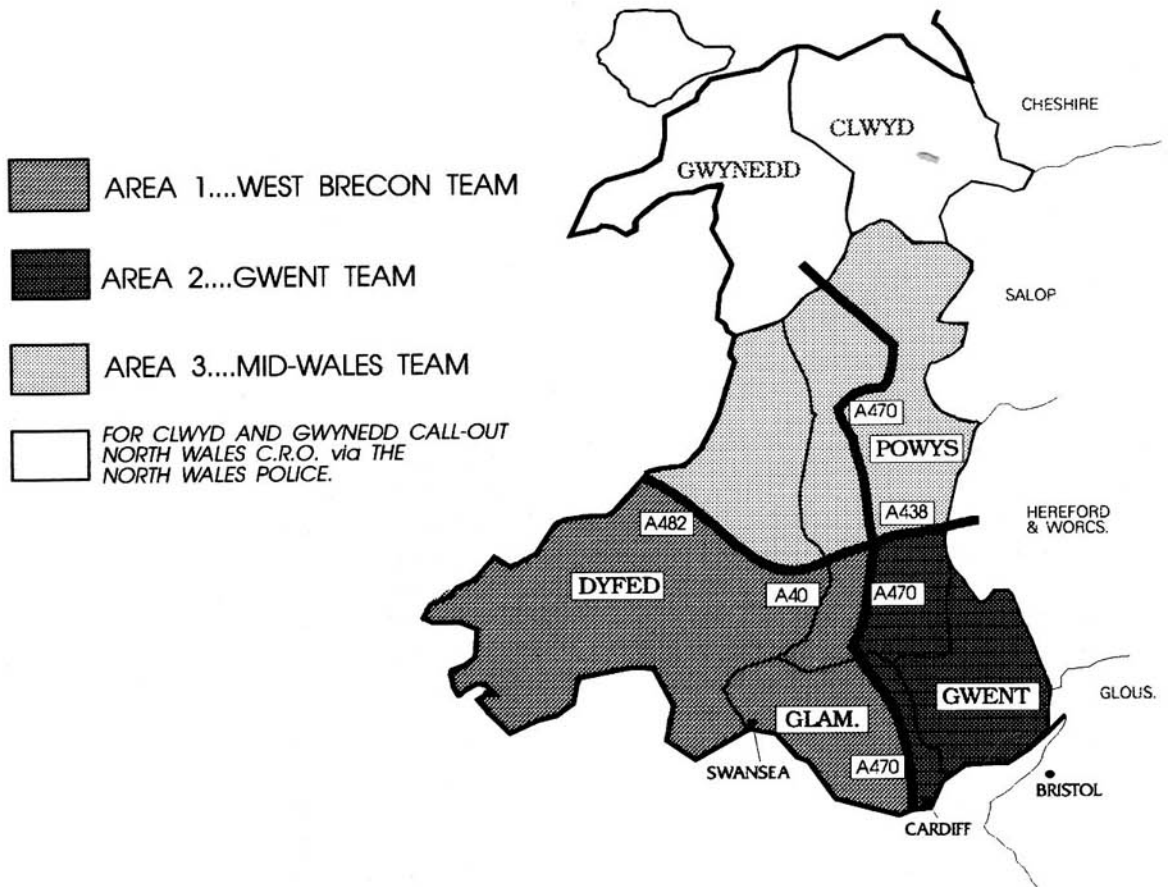 AREA 1....WEST BRECON TEAM
AREA 2....GWENT TEAM
AREA 3....MID-WALES TEAM
FOR CLWYD AND GWYNEDD CALL-OUT
NORTH WALES C.R.O. via THE
NORTH WALES POLICE.
CHESHIRE
CLWYD
GWYNEDD
SALOP
A470
POWYS
A438
HEREFORD
& WORCS.
A482
DYFED
A40
A470
GWENT
GLOUS.
GLAM.
SWANSEA
A470
BRISTOL
CARDIFF